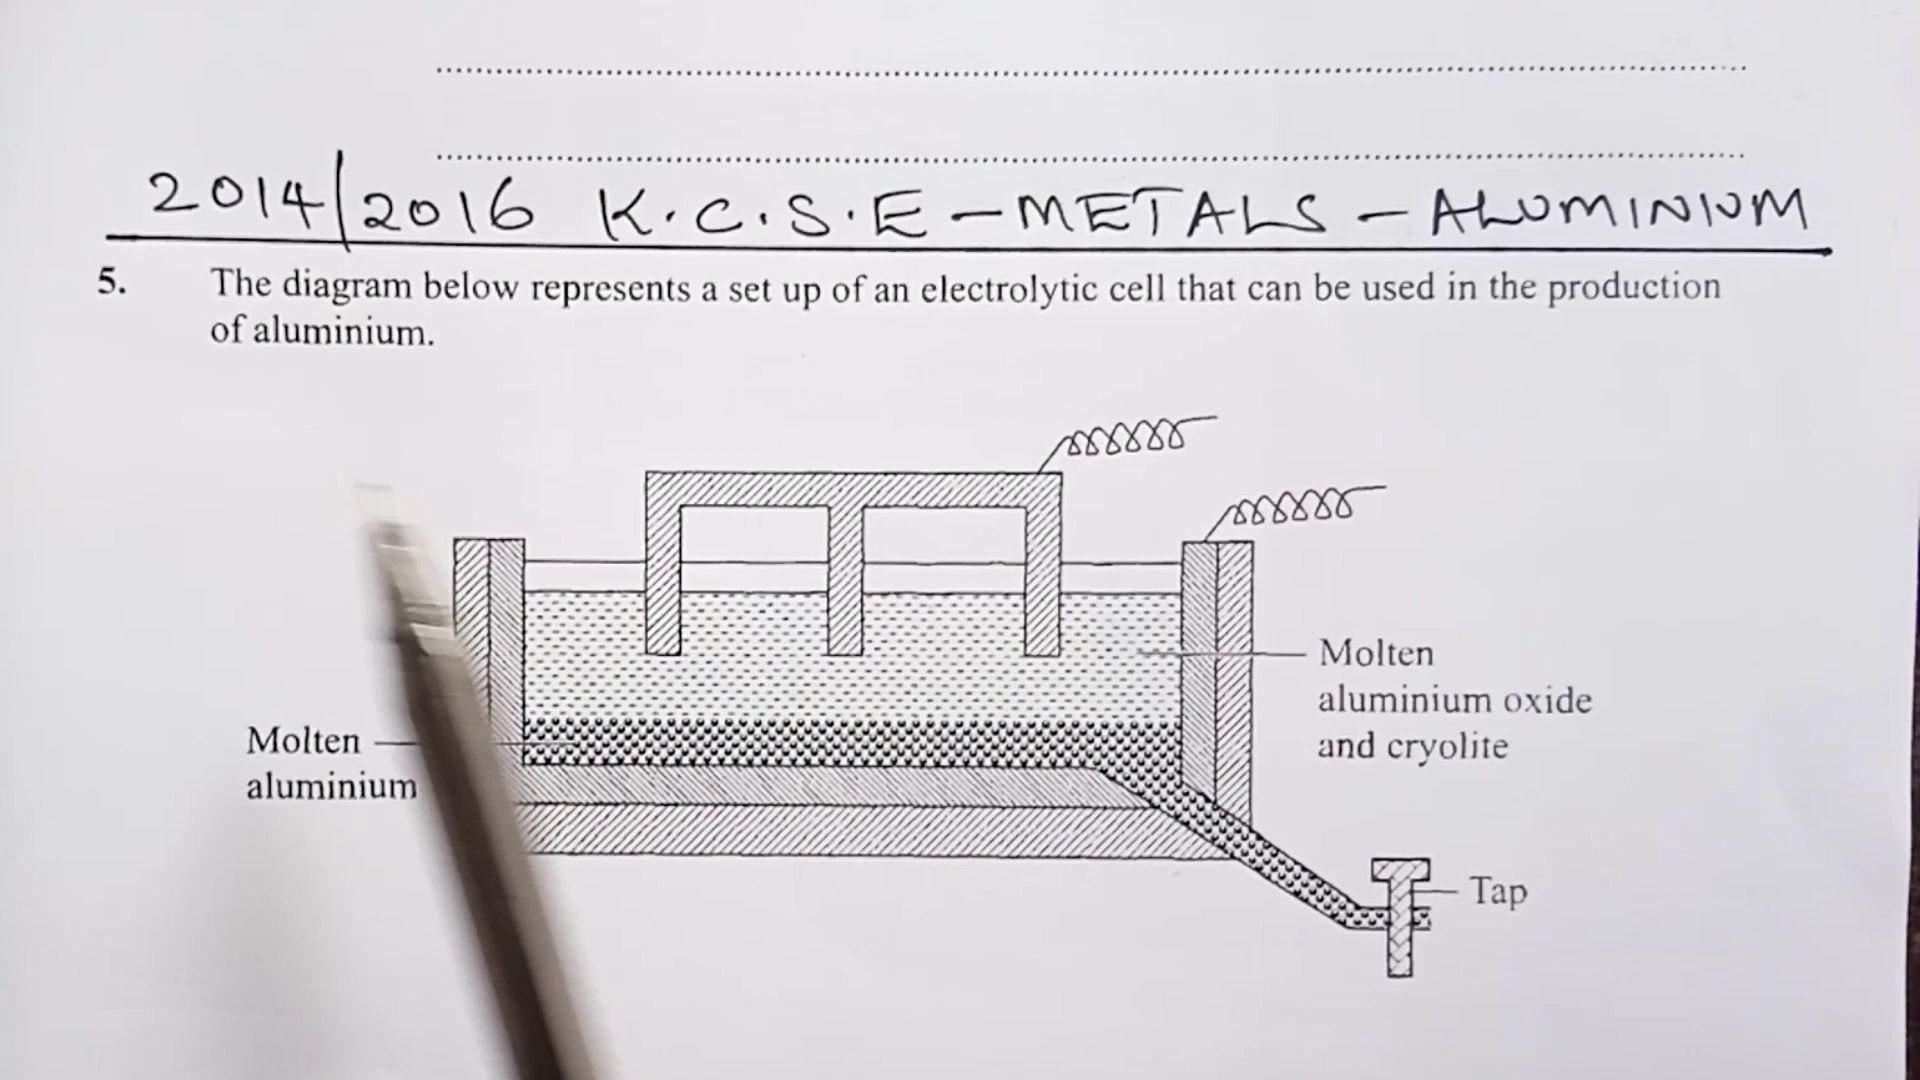 2014/2016 K.C.S.E - METALS - ALUMINIUM
5. The diagram below represents a set up of an electrolytic cell that can be used in the production
of aluminium.
Molten
aluminium oxide
and cryolite
Molten
aluminium
Tap